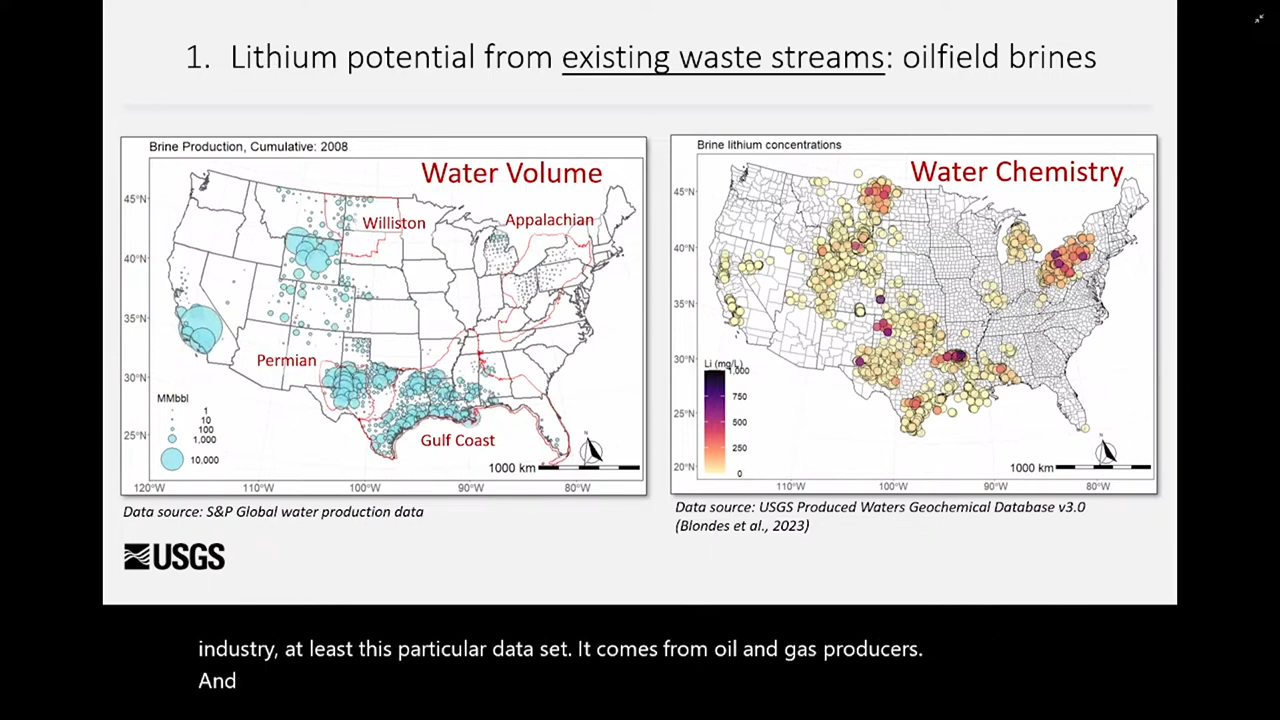 1. Lithium potential from existing waste streams: oilfield brines
Brine Production, Cumulative: 2008
Water Volume
45°N
40°N
35°N
30°N
25°N
Williston
Appalachian
Permian
Gulf Coast
MMbbl
1
10
100
1,000
10,000
N
1000 km
120°W
110°W
100°W
90°W
80°W
Data source: S&P Global water production data
Brine lithium concentrations
Water Chemistry
45°N
40°N
35°N
30°N
25°N
20°N
Li (mg/L)
1,000
750
500
250
0
N
1000 km
110°W
100°W
90°W
80°W
Data source: USGS Produced Waters Geochemical Database v3.0
(Blondes et al., 2023)
USGS
industry, at least this particular data set. It comes from oil and gas producers.
And